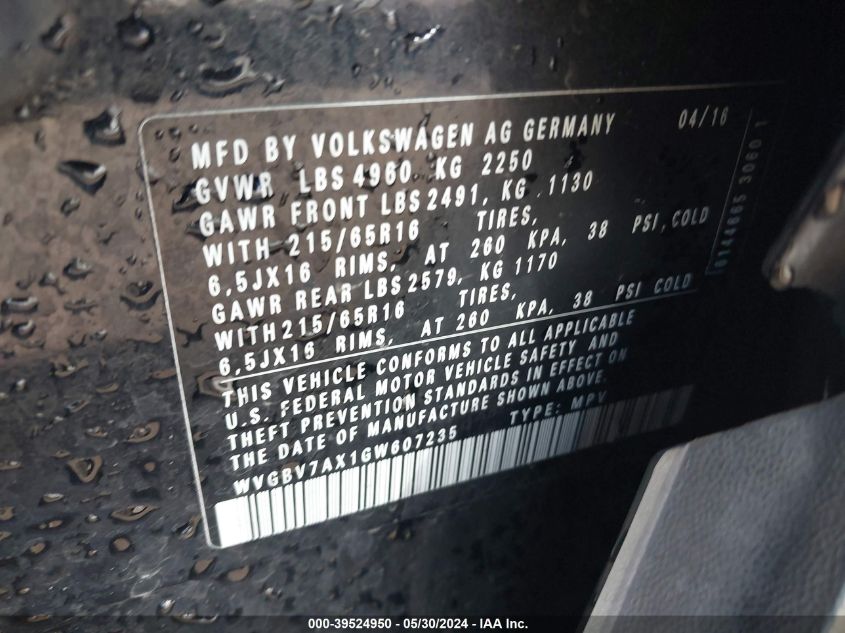 MFD BY VOLKSWAGEN AG GERMANY 04/16
GVWR LBS 4960 KG 2250
GAWR FRONT LBS 2491, KG 1130
WITH 215/65R16 TIRES,
6,5JX16 RIMS, AT 260 KPA, 38 PSI, COLD
GAWR REAR LBS 2579, KG 1170
WITH 215/65R16 TIRES,
6,5JX16 RIMS, AT 260 KPA, 38 PSI COLD
THIS VEHICLE CONFORMS TO ALL APPLICABLE
U.S. FEDERAL MOTOR VEHICLE SAFETY AND
THEFT PREVENTION STANDARDS IN EFFECT ON
THE DATE OF MANUFACTURE SHOWN ABOVE.
WVGBV7AX1GW607235 TYPE: MPV
3060 1
000-39524950 - 05/30/2024 - IAA Inc.